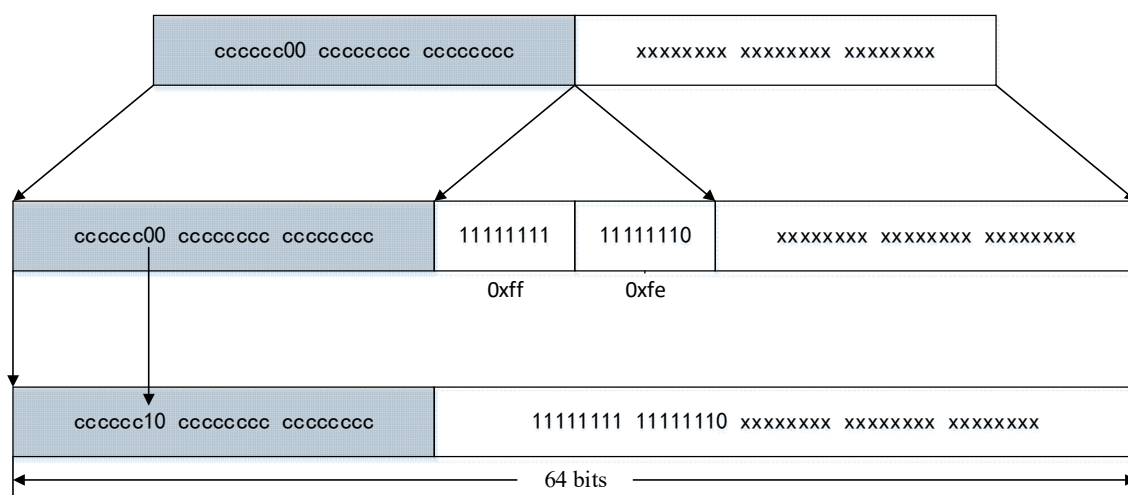 cccccc00 cccccccc cccccccc xxxxxxxx xxxxxxxx xxxxxxxx
cccccc00 cccccccc cccccccc 11111111 11111110 xxxxxxxx xxxxxxxx xxxxxxxx
0xff 0xfe
cccccc10 cccccccc cccccccc 11111111 11111110 xxxxxxxx xxxxxxxx xxxxxxxx
64 bits